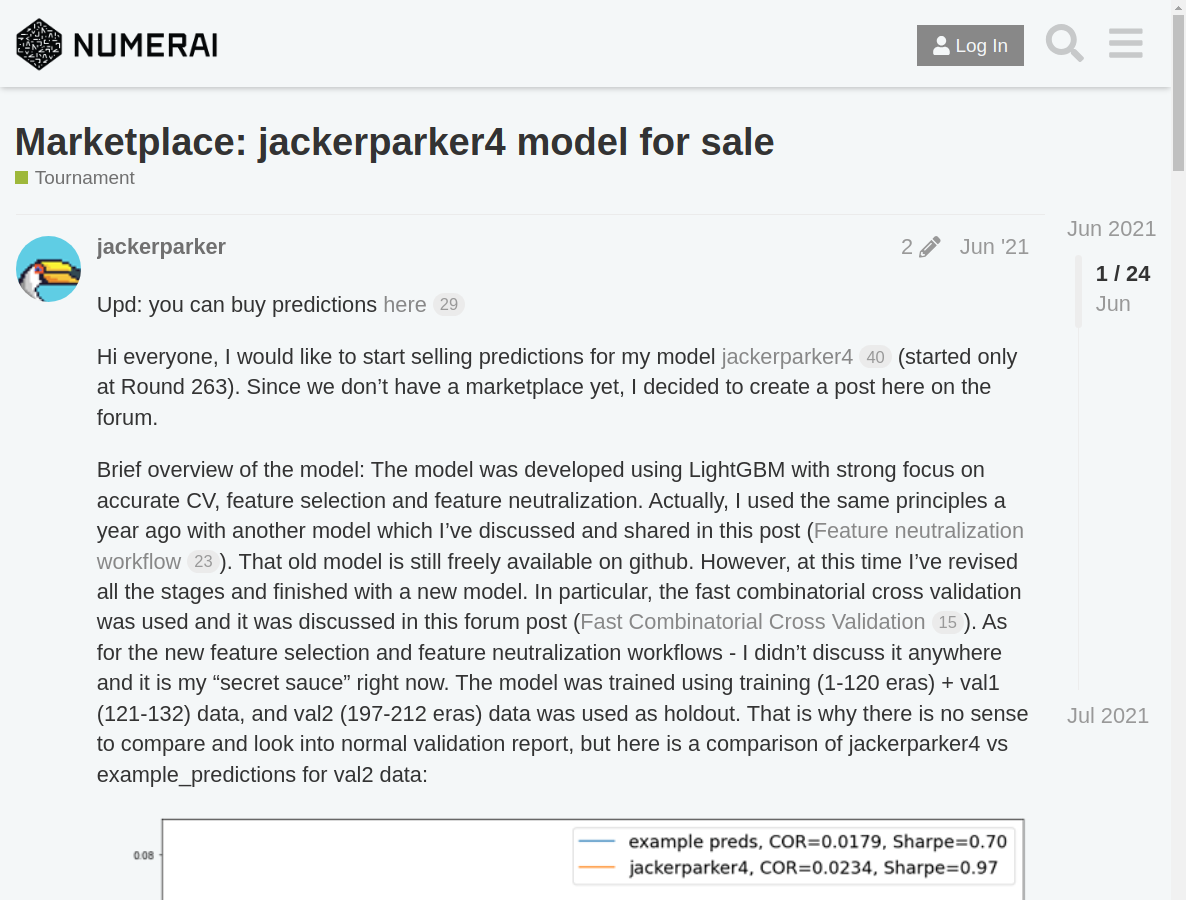 NUMERAI
Log In
Marketplace: jackerparker4 model for sale
Tournament
jackerparker
2
Jun '21
Jun 2021
1 / 24
Jun
Upd: you can buy predictions here 29
Hi everyone, I would like to start selling predictions for my model jackerparker4 40 (started only
at Round 263). Since we don’t have a marketplace yet, I decided to create a post here on the
forum.
Brief overview of the model: The model was developed using LightGBM with strong focus on
accurate CV, feature selection and feature neutralization. Actually, I used the same principles a
year ago with another model which I’ve discussed and shared in this post (Feature neutralization
workflow 23). That old model is still freely available on github. However, at this time I’ve revised
all the stages and finished with a new model. In particular, the fast combinatorial cross validation
was used and it was discussed in this forum post (Fast Combinatorial Cross Validation 15). As
for the new feature selection and feature neutralization workflows - I didn’t discuss it anywhere
and it is my “secret sauce” right now. The model was trained using training (1-120 eras) + val1
(121-132) data, and val2 (197-212 eras) data was used as holdout. That is why there is no sense
to compare and look into normal validation report, but here is a comparison of jackerparker4 vs
example_predictions for val2 data:
Jul 2021
example preds, COR=0.0179, Sharpe=0.70
jackerparker4, COR=0.0234, Sharpe=0.97
0.08